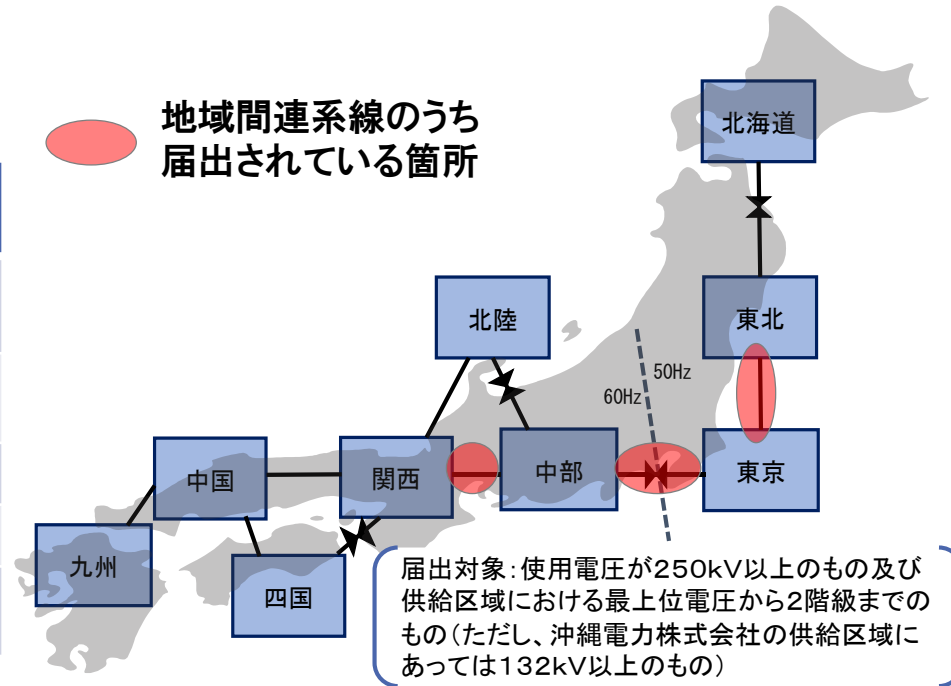 地域間連系線のうち
届出されている箇所
北海道
北陸
東北
50Hz
60Hz
中国
関西
中部
東京
九州
四国
届出対象：使用電圧が250kV以上のもの及び
供給区域における最上位電圧から2階級までの
もの(ただし、沖縄電力株式会社の供給区域に
あっては132kV以上のもの)